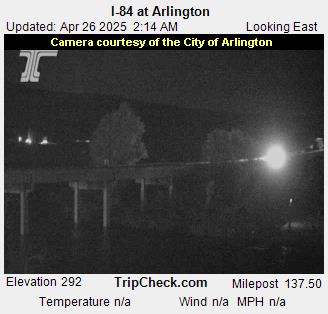 I-84 at Arlington
Updated: Apr 26 2025 2:14 AM Looking East
Camera courtesy of the City of Arlington
Elevation 292 TripCheck.com Milepost 137.50
Temperature n/a Wind n/a MPH n/a